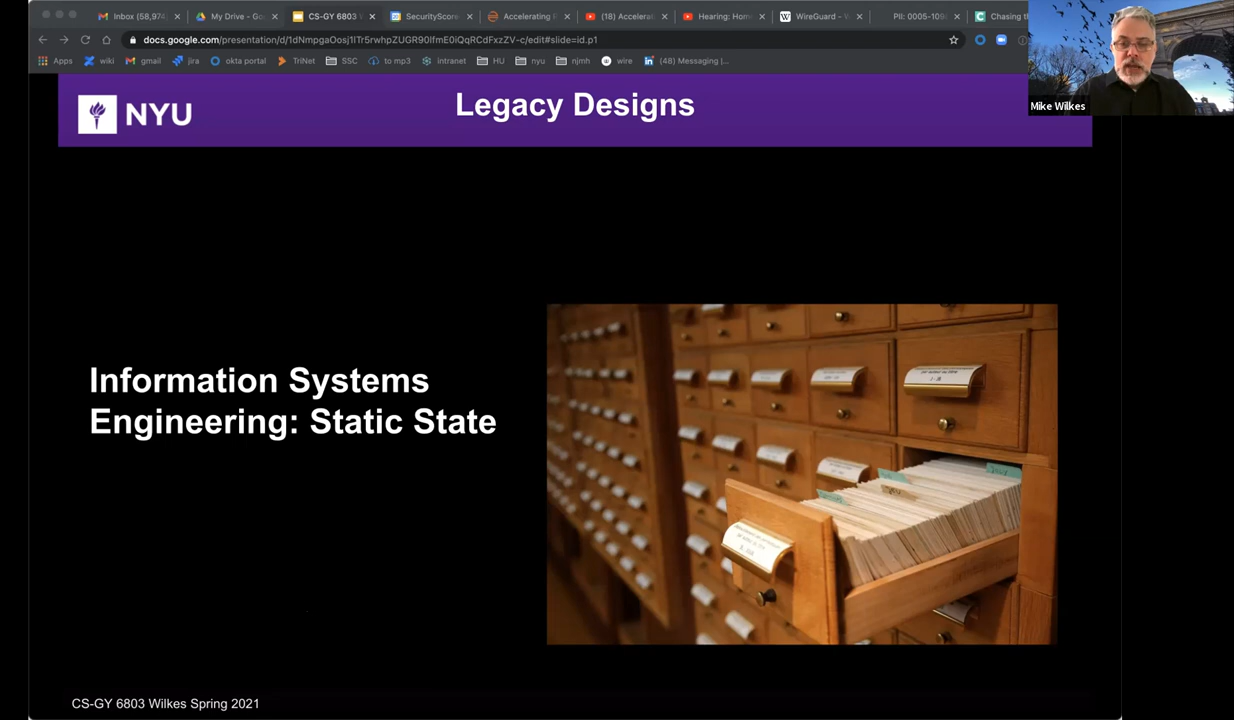 Inbox (58,974
My Drive - Go
CS-GY 6803
SecurityScore
Accelerating
(18) Accelerat
Hearing: Hom
WireGuard - W
PII: 0005-109
Chasing th
docs.google.com/presentation/d/1dNmpgaOosj1ITr5rwhpZUGR90IfmE0iQqRCdFxzZV-c/edit#slide=id.p1
Apps wiki gmail jira okta portal TriNet SSC to mp3 intranet HU nyu njmh wire (48) Messaging |...
Mike Wilkes
NYU
Legacy Designs
Information Systems
Engineering: Static State
CS-GY 6803 Wilkes Spring 2021